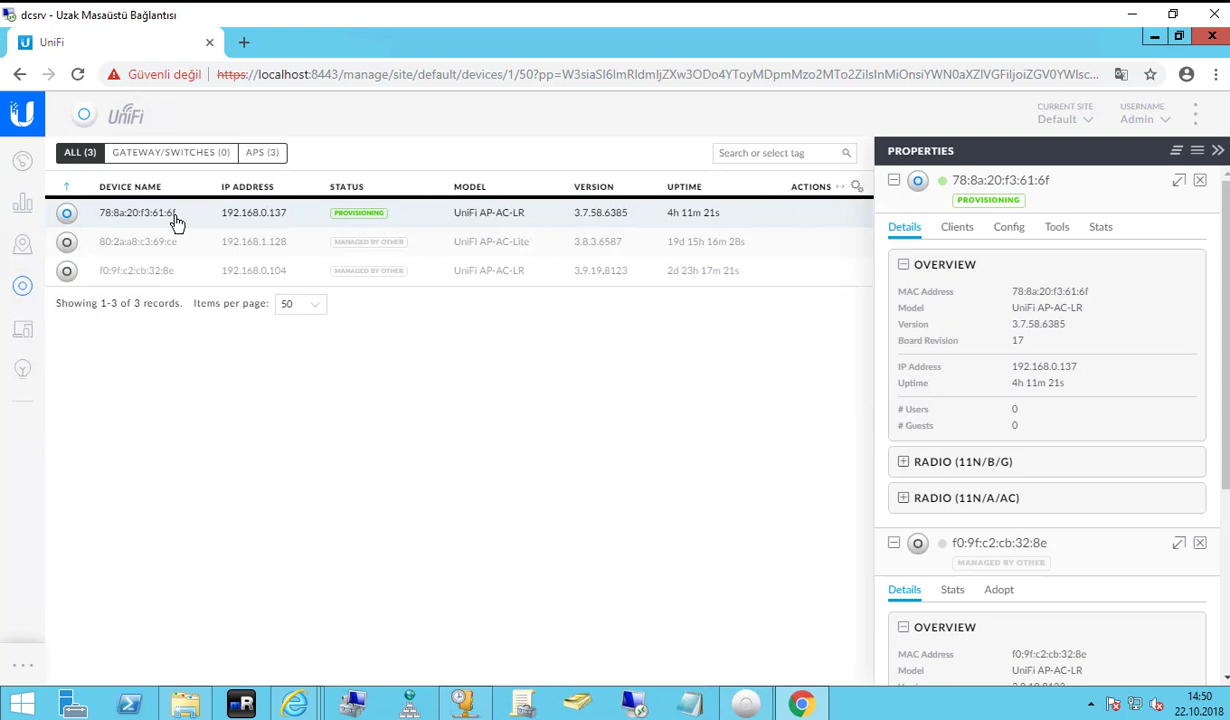 dcsrv - Uzak Masaüstü Bağlantısı
UniFi
Güvenli değil https://localhost:8443/manage/site/default/devices/1/50?pp=
UniFi
CURRENT SITE
Default
USERNAME
Admin
ALL (3) GATEWAY/SWITCHES (0) APS (3)
Search or select tag
DEVICE NAME IP ADDRESS STATUS MODEL VERSION UPTIME ACTIONS
78:8a:20:f3:61:6f 192.168.0.137 PROVISIONING UniFi AP-AC-LR 3.7.58.6385 4h 11m 21s
80:2a:a8:c3:69:ce 192.168.1.128 MANAGED BY OTHER UniFi AP-AC-Lite 3.8.3.6587 19d 15h 16m 28s
f0:9f:c2:cb:32:8e 192.168.0.104 MANAGED BY OTHER UniFi AP-AC-LR 3.9.19.8123 2d 23h 17m 21s
Showing 1-3 of 3 records. Items per page: 50
PROPERTIES
78:8a:20:f3:61:6f
PROVISIONING
Details Clients Config Tools Stats
OVERVIEW
MAC Address 78:8a:20:f3:61:6f
Model UniFi AP-AC-LR
Version 3.7.58.6385
Board Revision 17
IP Address 192.168.0.137
Uptime 4h 11m 21s
# Users 0
# Guests 0
RADIO (11N/B/G)
RADIO (11N/A/AC)
f0:9f:c2:cb:32:8e
MANAGED BY OTHER
Details Stats Adopt
OVERVIEW
MAC Address f0:9f:c2:cb:32:8e
Model UniFi AP-AC-LR
14:50
22.10.2018